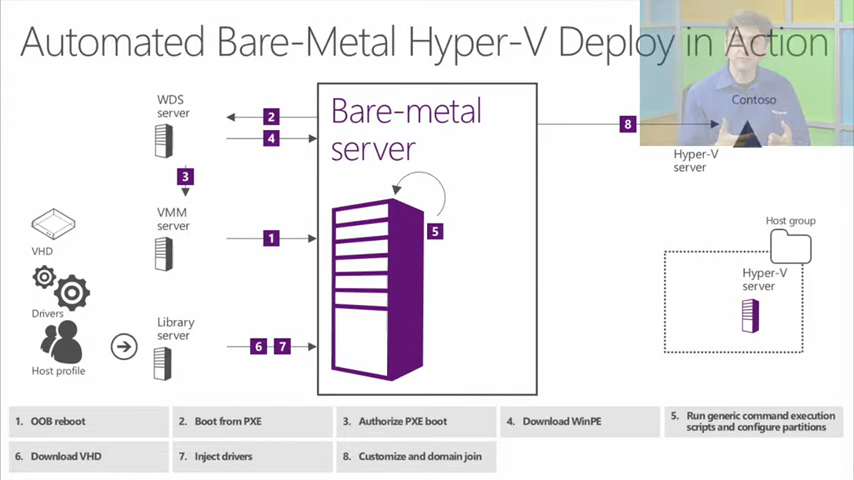 Automated Bare-Metal Hyper-V Deploy in Action
WDS
server
2
4
Bare-metal
server
8
Contoso
Hyper-V
server
3
VMM
server
1
5
VHD
Drivers
Host profile
Library
server
6 7
Host group
Hyper-V
server
1. OOB reboot
2. Boot from PXE
3. Authorize PXE boot
4. Download WinPE
5. Run generic command execution
scripts and configure partitions
6. Download VHD
7. Inject drivers
8. Customize and domain join